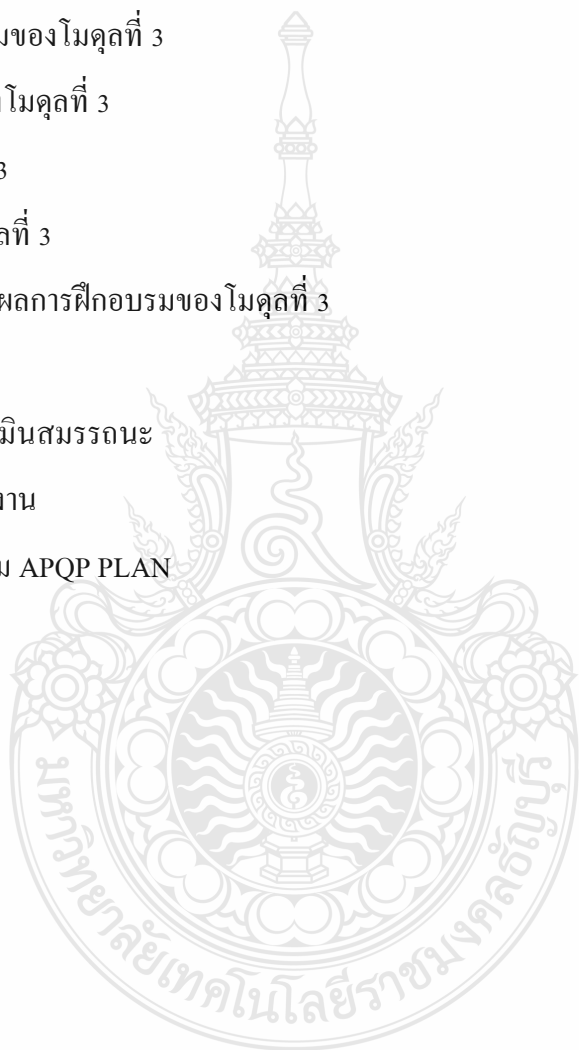 มของโมดุลที่ 3
งโมดุลที่ 3
3
ลที่ 3
ผลการฝึกอบรมของโมดุลที่ 3
มินสมรรถนะ
งาน
ม APQP PLAN
มหาวิทยาลัยเทคโนโลยีราชมงคลธัญบุรี